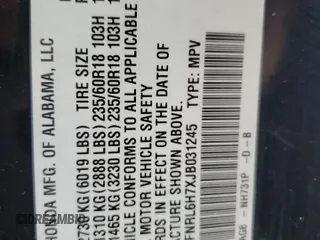 HONDA MFG. OF ALABAMA, LLC
2730 KG (6019 LBS) TIRE SIZE
1310 KG (2888 LBS) 235/60R18 103H
1465 KG (3230 LBS) 235/60R18 103H
VEHICLE CONFORMS TO ALL APPLICABLE
MOTOR VEHICLE SAFETY
IN EFFECT ON THE DATE OF
MANUFACTURE SHOWN ABOVE.
5FNRL6H7XJB031245 TYPE: MPV
NH731P -D-B